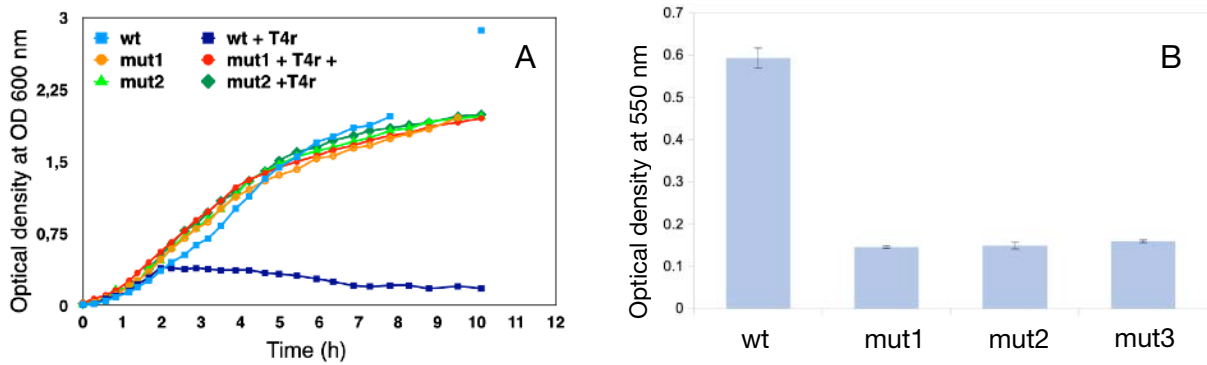 A
Optical density at OD 600 nm
3
2,25
1,5
0,75
0
wt
mut1
mut2
wt + T4r
mut1 + T4r +
mut2 +T4r
0 1 2 3 4 5 6 7 8 9 10 11 12
Time (h)
B
Optical density at 550 nm
0.7
0.6
0.5
0.4
0.3
0.2
0.1
0
wt mut1 mut2 mut3